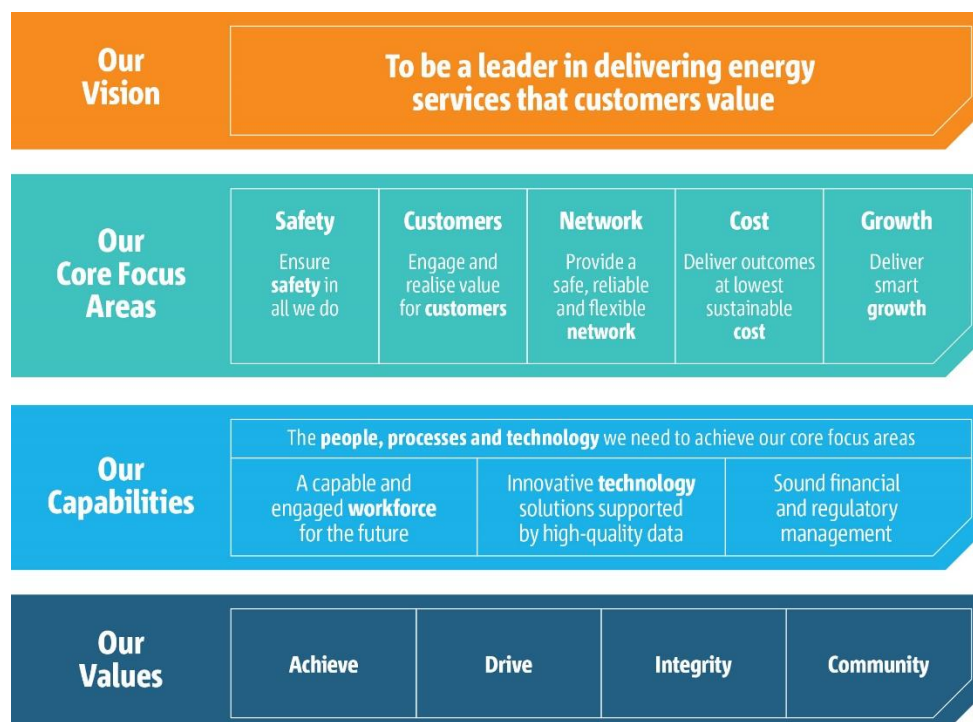 Our
Vision
To be a leader in delivering energy
services that customers value
Our
Core Focus
Areas
Safety
Ensure
safety in
all we do
Customers
Engage and
realise value
for customers
Network
Provide a
safe, reliable
and flexible
network
Cost
Deliver outcomes
at lowest
sustainable
cost
Growth
Deliver
smart
growth
Our
Capabilities
The people, processes and technology we need to achieve our core focus areas
A capable and
engaged workforce
for the future
Innovative technology
solutions supported
by high-quality data
Sound financial
and regulatory
management
Our
Values
Achieve
Drive
Integrity
Community